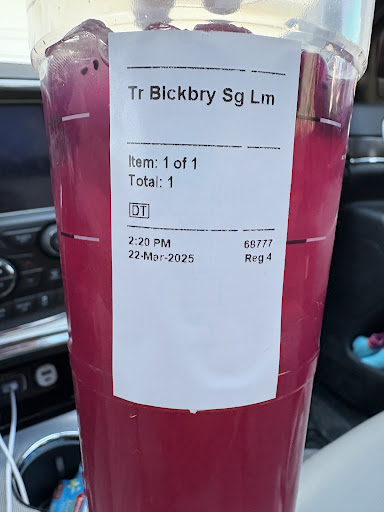 Tr Blckbry Sg Lm
Item: 1 of 1
Total: 1
DT
2:20 PM 68777
22-Mar-2025 Reg 4